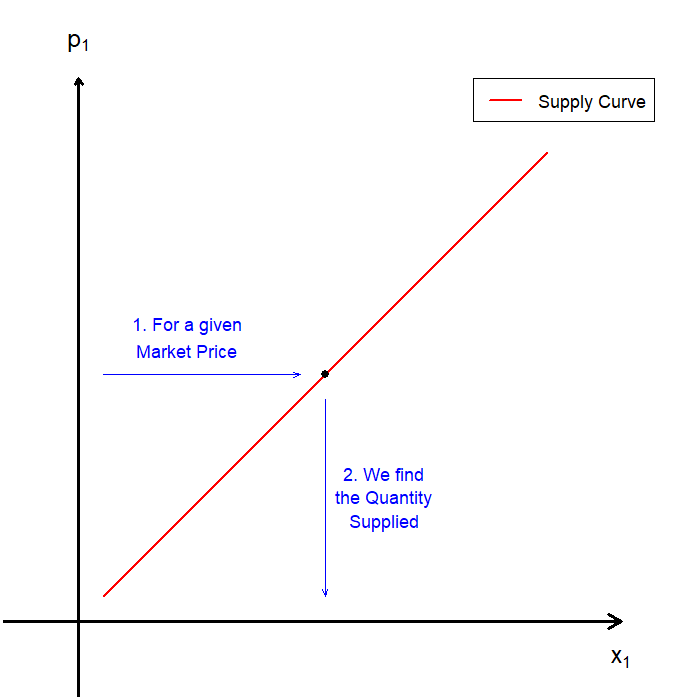 p₁
Supply Curve
1. For a given
Market Price
2. We find
the Quantity
Supplied
x₁